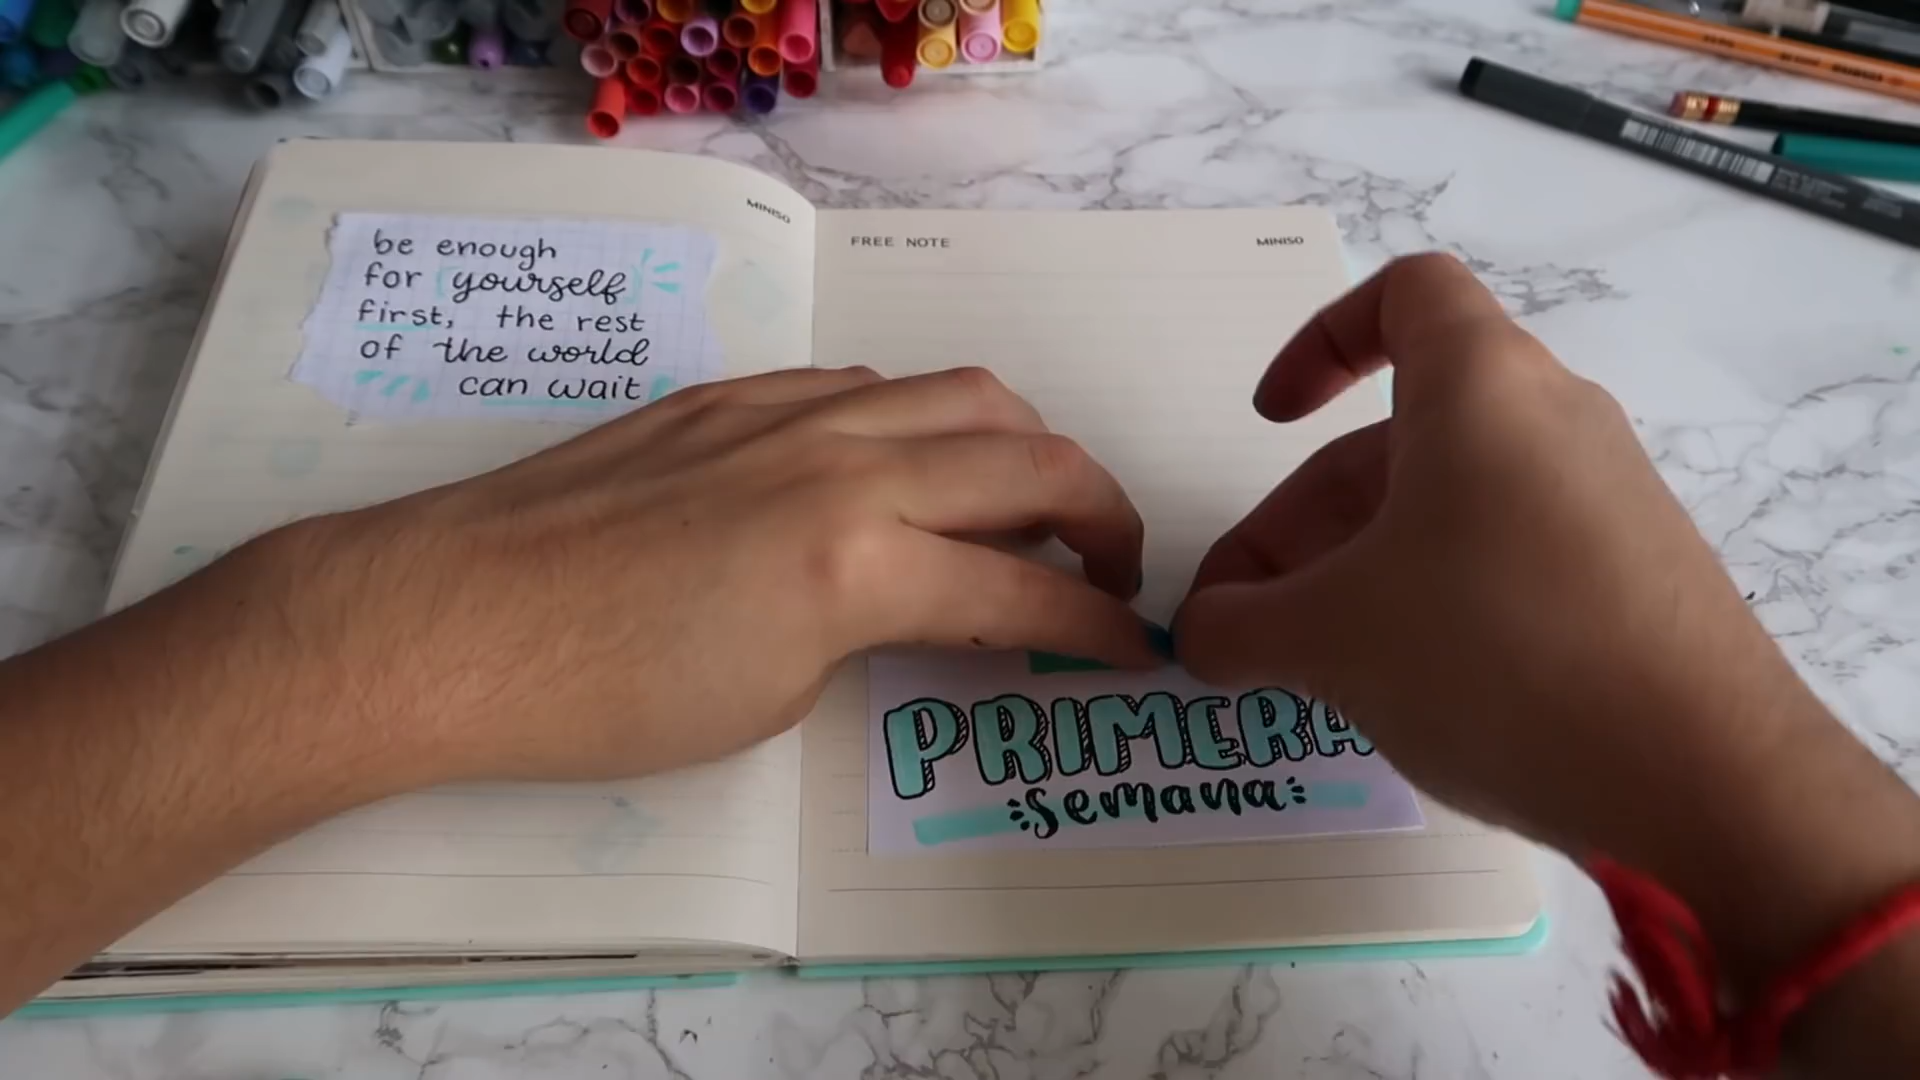 MINISO
be enough
for yourself
first, the rest
of the world
can wait
FREE NOTE
MINISO
PRIMERA
semana